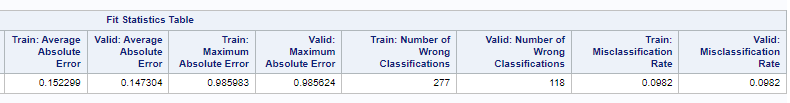 Fit Statistics Table
Train: Average Absolute Error Valid: Average Absolute Error Train: Maximum Absolute Error Valid: Maximum Absolute Error Train: Number of Wrong Classifications Valid: Number of Wrong Classifications Train: Misclassification Rate Valid: Misclassification Rate
0.152299 0.147304 0.985983 0.985624 277 118 0.0982 0.0982